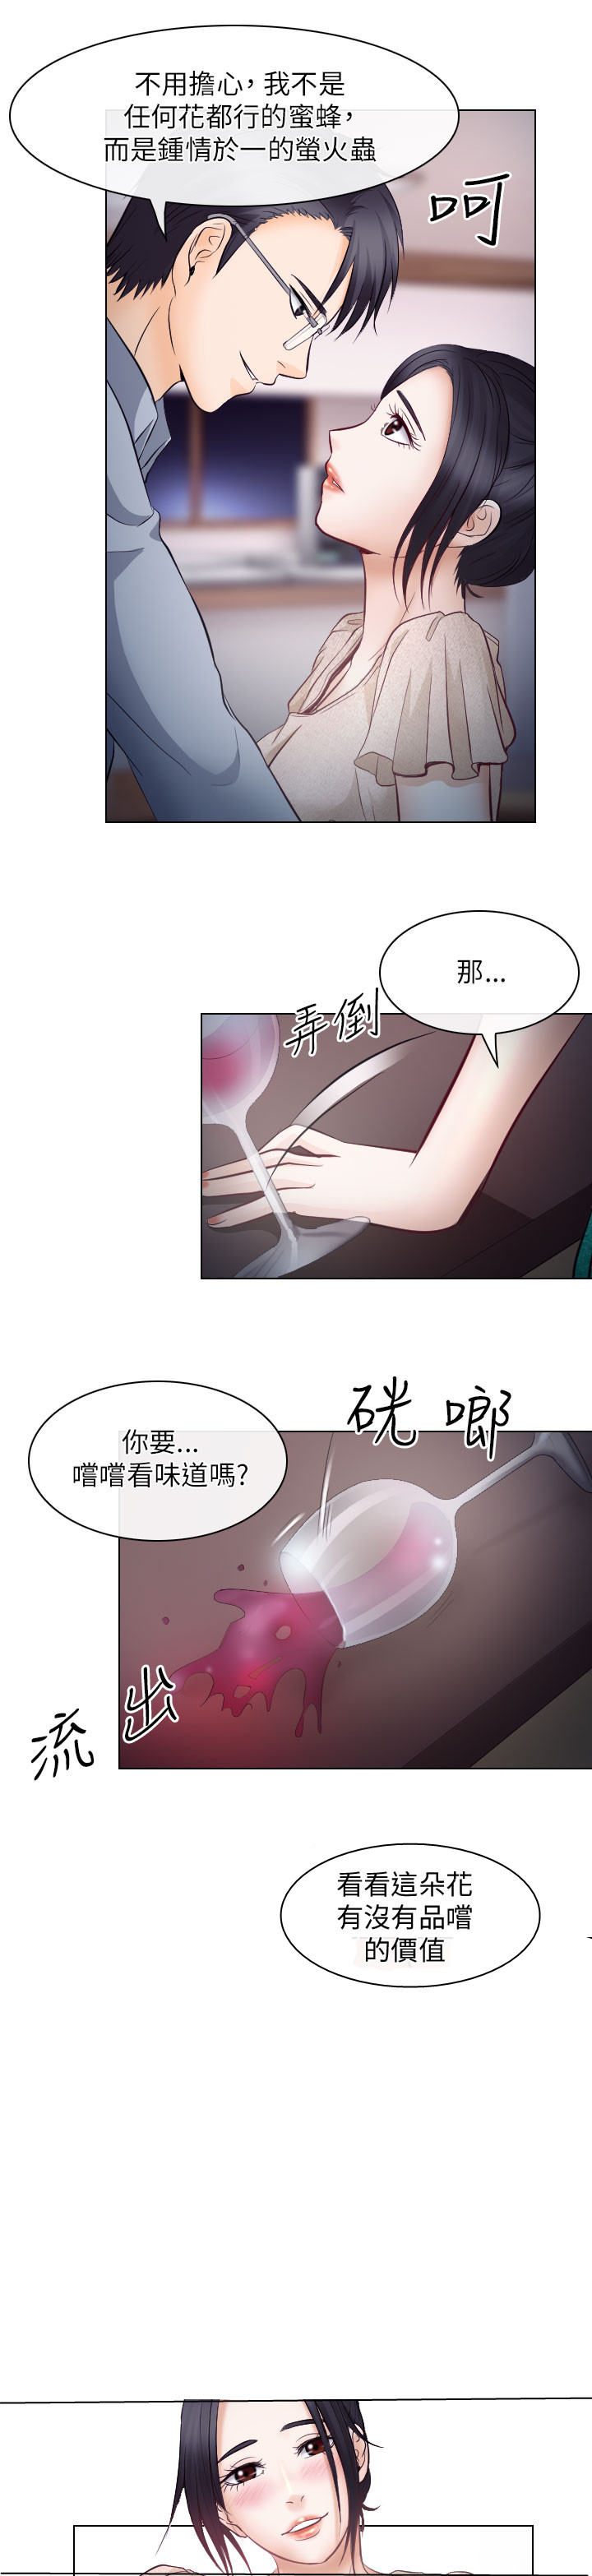 不用擔心，我不是
任何花都行的蜜蜂，
而是鍾情於一的螢火蟲
呵
那...
弄倒
硄啷
你要...
嚐嚐看味道嗎?
流出
看看這朵花
有沒有品嚐
的價值